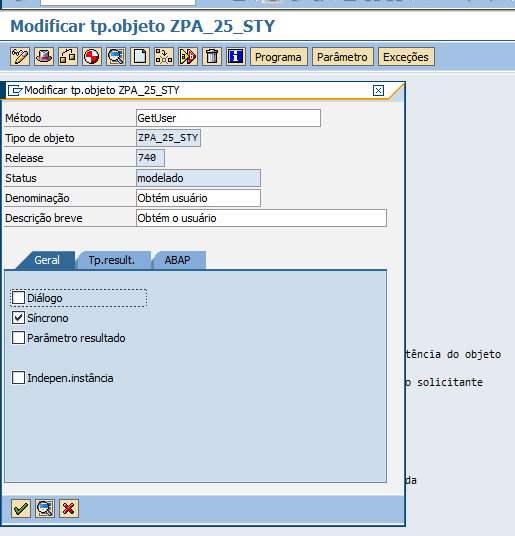 Modificar tp.objeto ZPA_25_STY
Programa Parâmetro Exceções
Modificar tp.objeto ZPA_25_STY
Método GetUser
Tipo de objeto ZPA_25_STY
Release 740
Status modelado
Denominação Obtém usuário
Descrição breve Obtém o usuário
Geral Tp.result. ABAP
Diálogo
Síncrono
Parâmetro resultado
Indepen.instância
tência do objeto
o solicitante
da